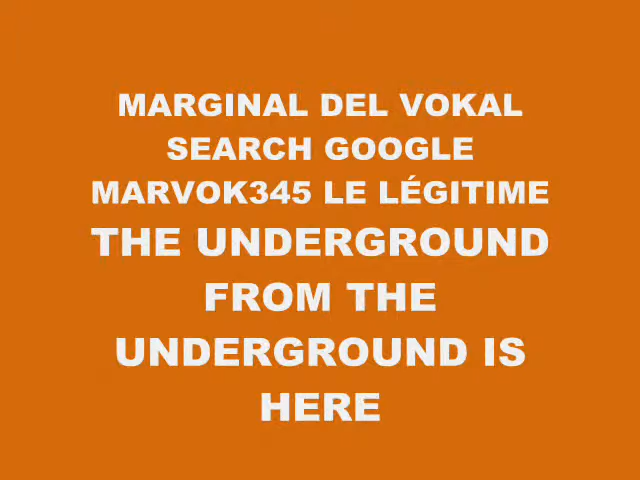 MARGINAL DEL VOKAL
SEARCH GOOGLE
MARVOK345 LE LÉGITIME
THE UNDERGROUND
FROM THE
UNDERGROUND IS
HERE